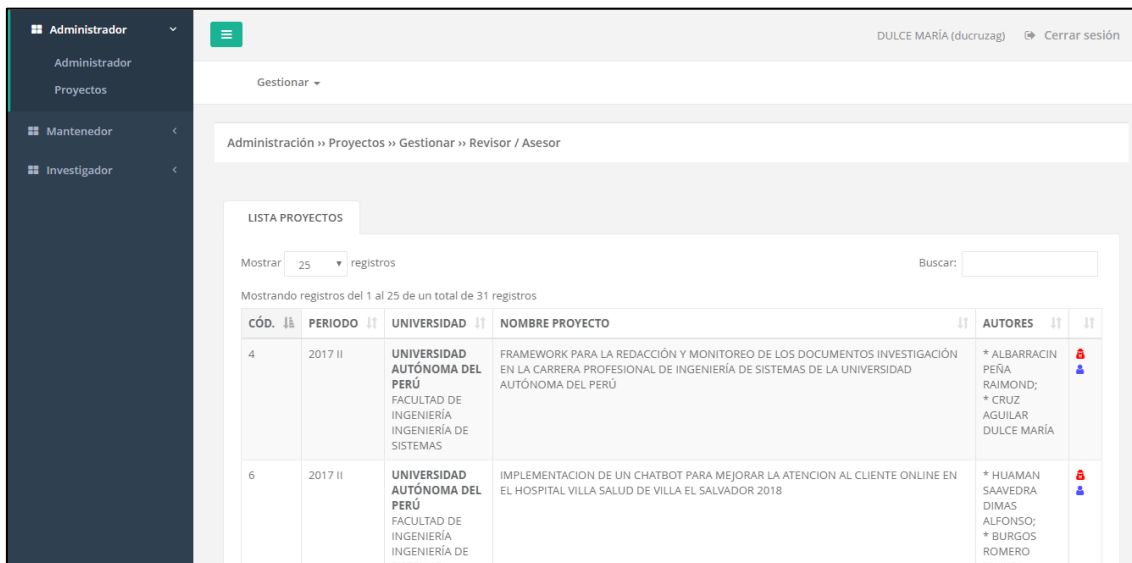 Administrador
Administrador
Proyectos
Mantenedor
Investigador
DULCE MARÍA (ducruzag) Cerrar sesión
Gestionar
Administración ›› Proyectos ›› Gestionar ›› Revisor / Asesor
LISTA PROYECTOS
Mostrar 25 registros
Buscar:
Mostrando registros del 1 al 25 de un total de 31 registros
CÓD. PERIODO UNIVERSIDAD NOMBRE PROYECTO AUTORES
4
2017 II
UNIVERSIDAD
AUTÓNOMA DEL
PERÚ
FACULTAD DE
INGENIERÍA
INGENIERÍA DE
SISTEMAS
FRAMEWORK PARA LA REDACCIÓN Y MONITOREO DE LOS DOCUMENTOS INVESTIGACIÓN
EN LA CARRERA PROFESIONAL DE INGENIERÍA DE SISTEMAS DE LA UNIVERSIDAD
AUTÓNOMA DEL PERÚ
* ALBARRACIN
PEÑA
RAIMOND;
* CRUZ
AGUILAR
DULCE MARÍA
6
2017 II
UNIVERSIDAD
AUTÓNOMA DEL
PERÚ
FACULTAD DE
INGENIERÍA
INGENIERÍA DE
IMPLEMENTACION DE UN CHATBOT PARA MEJORAR LA ATENCION AL CLIENTE ONLINE EN
EL HOSPITAL VILLA SALUD DE VILLA EL SALVADOR 2018
* HUAMAN
SAAVEDRA
DIMAS
ALFONSO;
* BURGOS
ROMERO